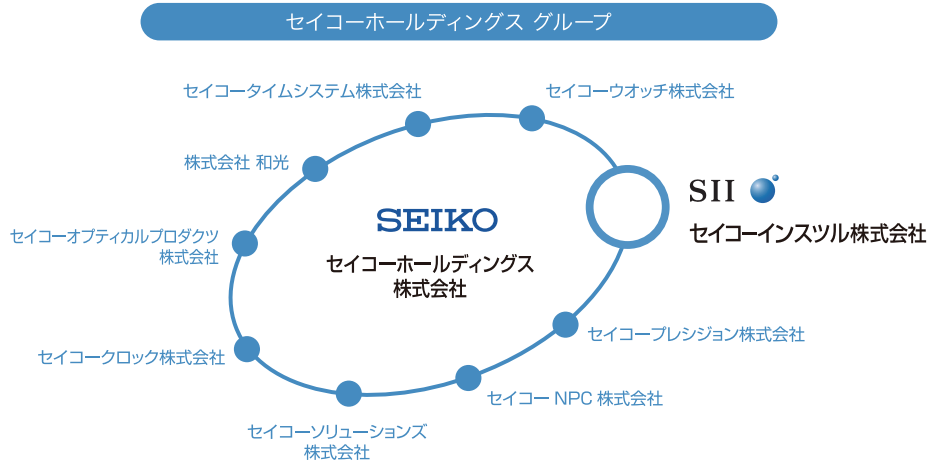 セイコーホールディングス グループ
セイコータイムシステム株式会社
セイコーウオッチ株式会社
株式会社 和光
SII
セイコーインスツル株式会社
SEIKO
セイコーホールディングス
株式会社
セイコーオプティカルプロダクツ
株式会社
セイコープレシジョン株式会社
セイコークロック株式会社
セイコー NPC 株式会社
セイコーソリューションズ
株式会社